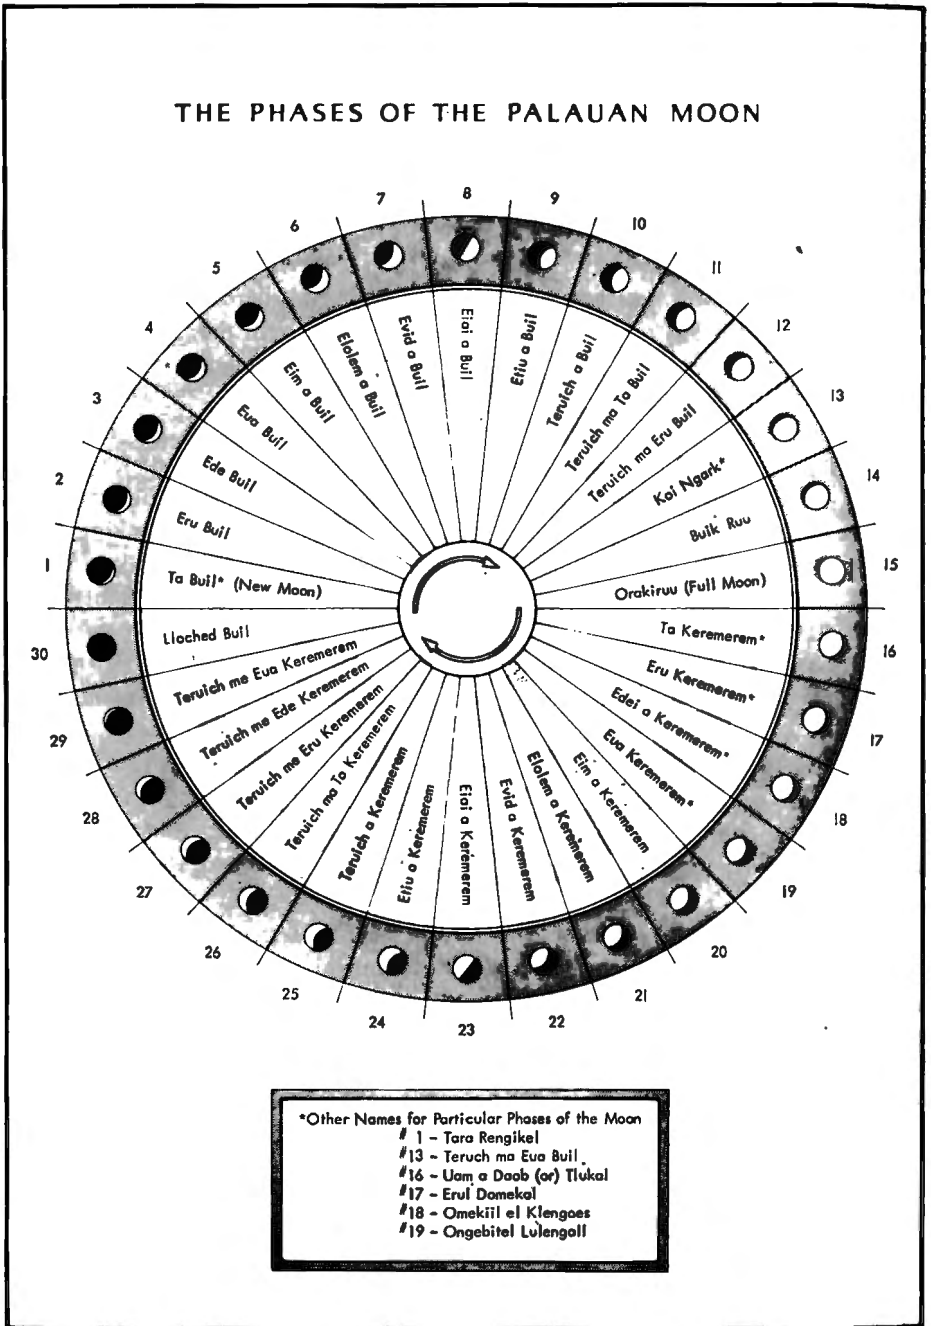 THE PHASES OF THE PALAUAN MOON
1
Ta Buil* (New Moon)
2
Eru Buil
3
Ede Buil
4
Eua Buil
5
Eim a Buil
6
Elolem a Buil
7
Evid a Buil
8
Eiai a Buil
9
Etiu a Buil
10
Teruich a Buil
11
Teruich ma Ta Buil
12
Teruich ma Eru Buil
13
Koi Ngark*
14
Buik Ruu
15
Orakiruu (Full Moon)
16
Ta Keremerem*
17
Eru Keremerem*
18
Edei a Keremerem*
19
Eua Keremerem*
20
Eim a Keremerem
21
Elolem a Keremerem
22
Evid a Keremerem
23
Eiai a Keremerem
24
Etiu a Keremerem
25
Teruich a Keremerem
26
Teruich ma Ta Keremerem
27
Teruich me Eru Keremerem
28
Teruich me Ede Keremerem
29
Teruich me Eua Keremerem
30
Lloched Buil
*Other Names for Particular Phases of the Moon
# 1 - Tara Rengikel
#13 - Teruch ma Eua Buil
#16 - Uam a Daob (or) Tlukal
#17 - Erul Domekal
#18 - Omekiil el Klengoes
#19 - Ongebitel Lulengall